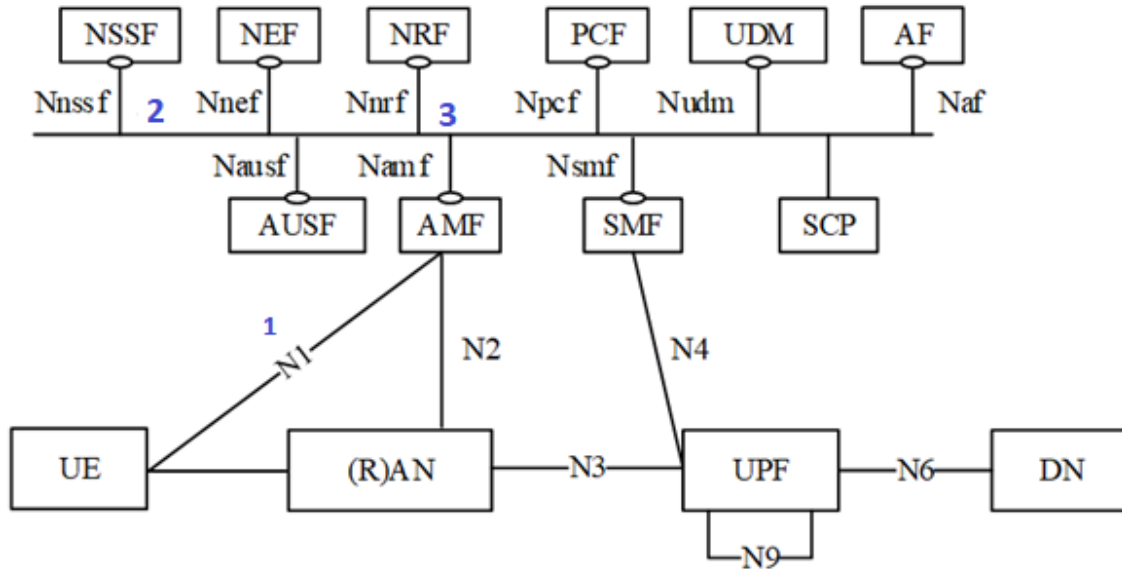 NSSF NEF NRF PCF UDM AF
Nnssf 2 Nnef Nnrf 3 Npcf Nudm Naf
Nausf Namf Nsmf
AUSF AMF SMF SCP
1
N1 N2 N4
UE (R)AN N3 UPF N6 DN
N9